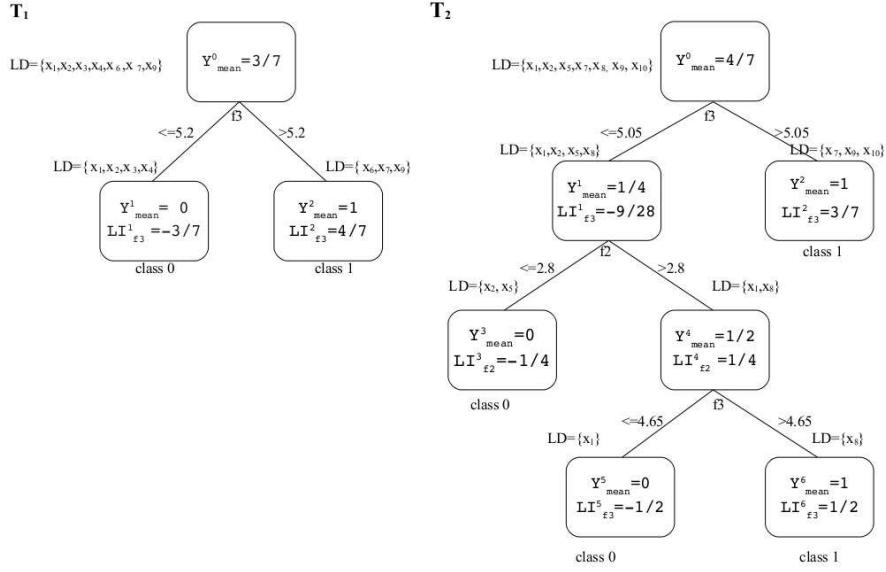 T₁
LD={x₁,x₂,x₃,x₄,x₆,x₇,x₉}
Y⁰mean=3/7
f3
<=5.2
>5.2
LD={x₁,x₂,x₃,x₄}
LD={x₆,x₇,x₉}
Y¹mean= 0
LI¹f3=-3/7
class 0
Y²mean=1
LI²f3=4/7
class 1
T₂
LD={x₁,x₂, x₅,x₇,x₈, x₉, x₁₀}
Y⁰mean=4/7
f3
<=5.05
>5.05
LD={x₁,x₂, x₅,x₈}
LD={x₇, x₉, x₁₀}
Y¹mean=1/4
LI¹f3=-9/28
Y²mean=1
LI²f3=3/7
class 1
f2
<=2.8
>2.8
LD={x₂, x₅}
LD={x₁,x₈}
Y³mean=0
LI³f2=-1/4
class 0
Y⁴mean=1/2
LI⁴f2=1/4
f3
<=4.65
>4.65
LD={x₁}
LD={x₈}
Y⁵mean=0
LI⁵f3=-1/2
class 0
Y⁶mean=1
LI⁶f3=1/2
class 1